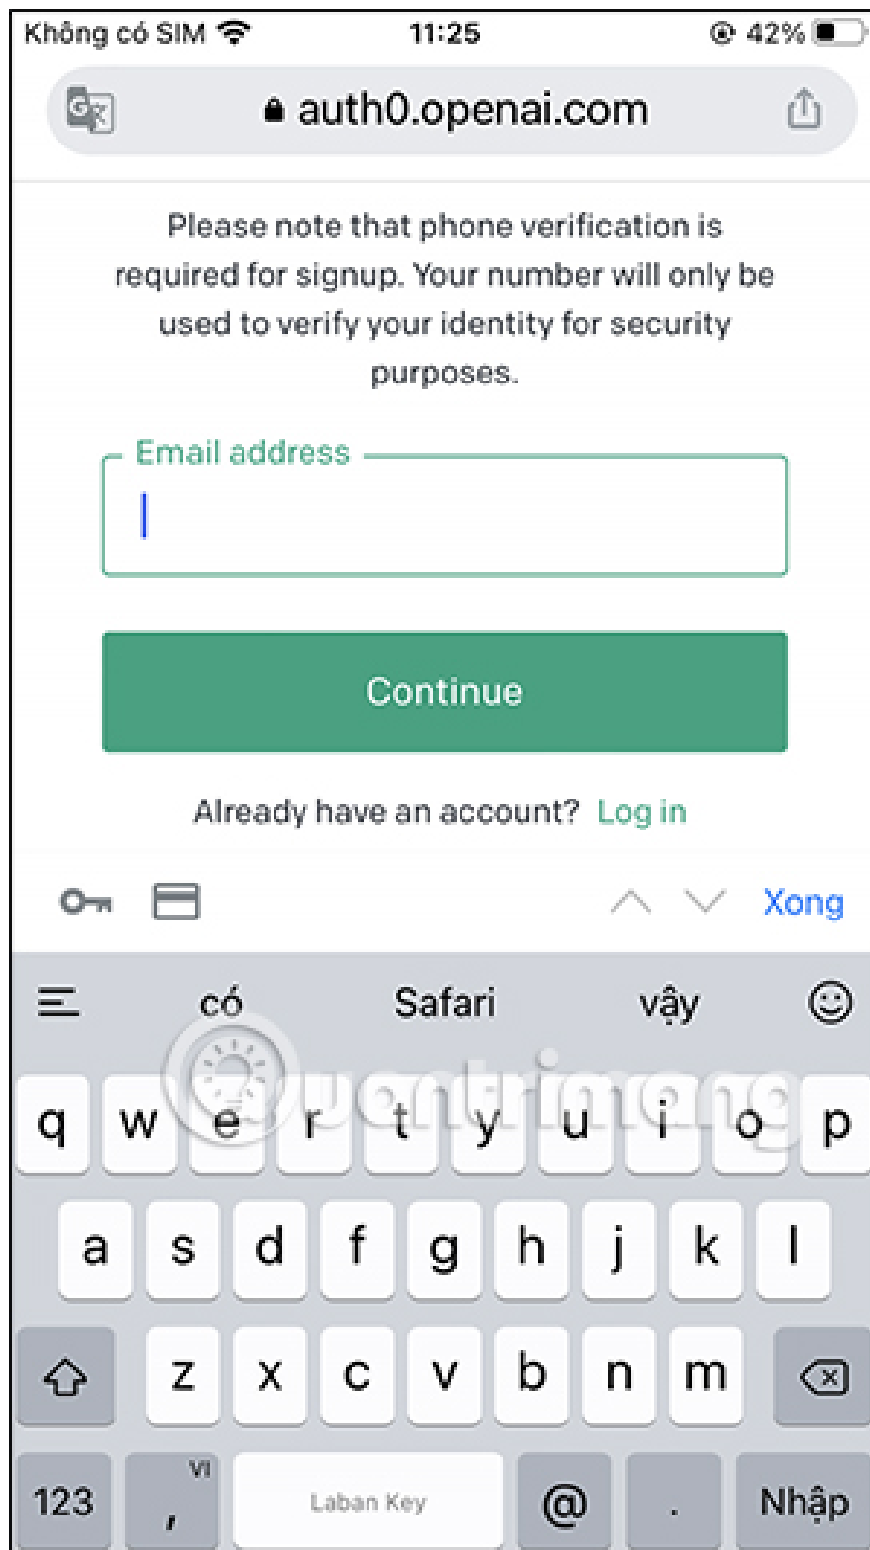 Không có SIM 11:25 42%
auth0.openai.com
Please note that phone verification is
required for signup. Your number will only be
used to verify your identity for security
purposes.
Email address
Continue
Already have an account? Log in
Xong
có Safari vậy
Quantrimang
q w e r t y u i o p
a s d f g h j k l
z x c v b n m
123 , VI Laban Key @ . Nhập